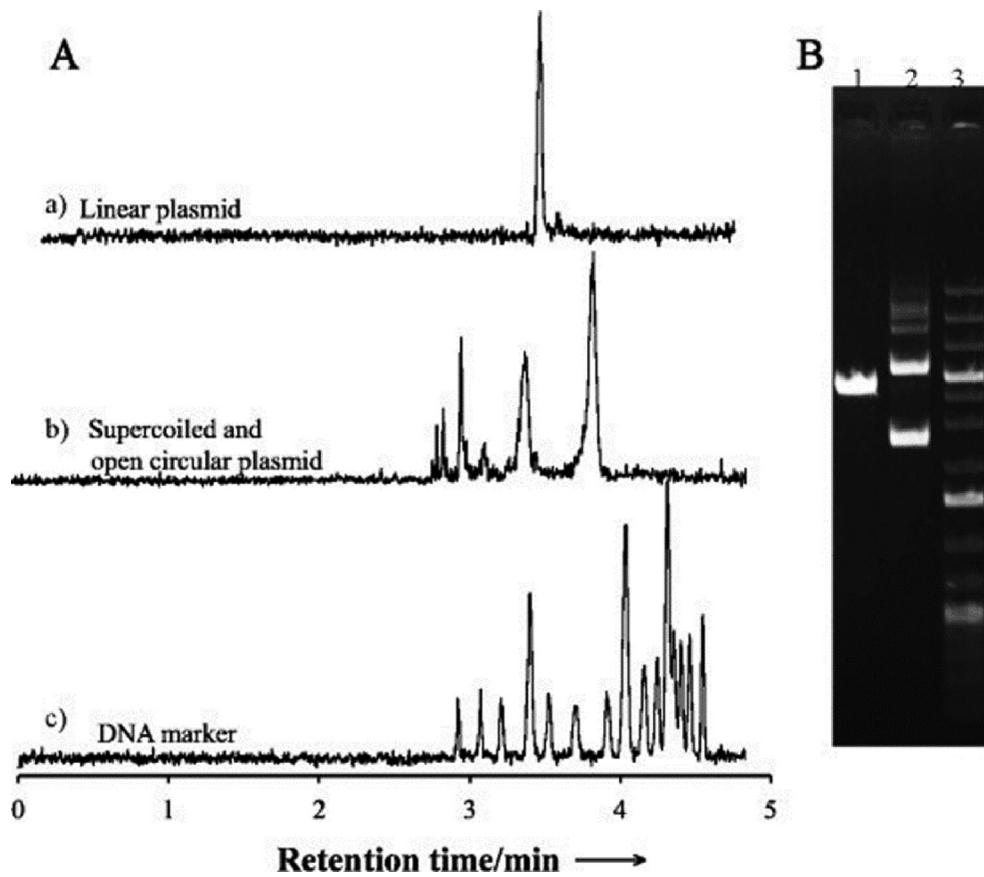 A
B
1 2 3
a) Linear plasmid
b) Supercoiled and
open circular plasmid
c) DNA marker
0 1 2 3 4 5
Retention time/min